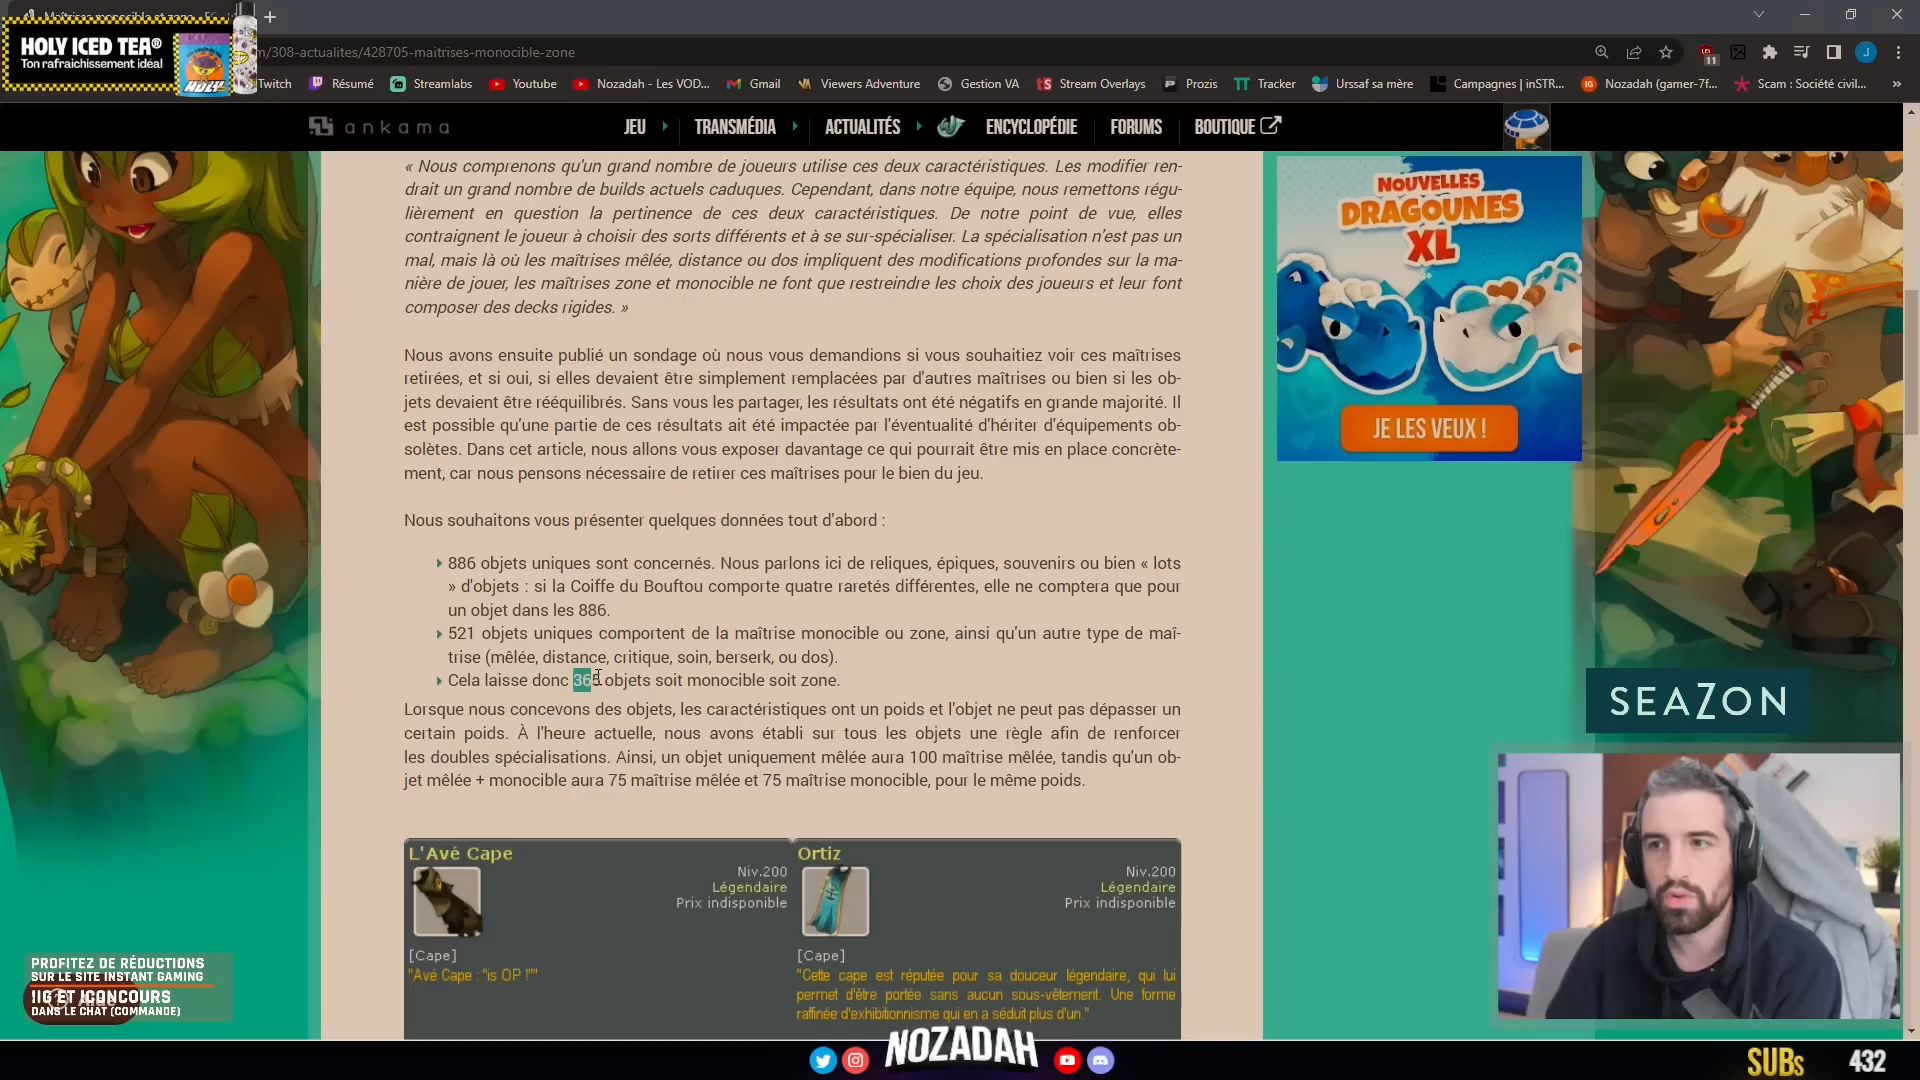 HOLY ICED TEA®
Ton rafraichissement idéal
HOLY
n/308-actualites/428705-maitrises-monocible-zone
11
J
Twitch
Résumé
Streamlabs
Youtube
Nozadah - Les VOD...
Gmail
Viewers Adventure
Gestion VA
Stream Overlays
Prozis
Tracker
Urssaf sa mère
Campagnes | inSTR...
Nozadah (gamer-7f...
Scam : Société civil...
»
ankama
JEU
TRANSMÉDIA
ACTUALITÉS
ENCYCLOPÉDIE
FORUMS
BOUTIQUE
« Nous comprenons qu'un grand nombre de joueurs utilise ces deux caractéristiques. Les modifier ren-
drait un grand nombre de builds actuels caduques. Cependant, dans notre équipe, nous remettons régu-
lièrement en question la pertinence de ces deux caractéristiques. De notre point de vue, elles
contraignent le joueur à choisir des sorts différents et à se sur-spécialiser. La spécialisation n'est pas un
mal, mais là où les maîtrises mêlée, distance ou dos impliquent des modifications profondes sur la ma-
nière de jouer, les maîtrises zone et monocible ne font que restreindre les choix des joueurs et leur font
composer des decks rigides. »
Nous avons ensuite publié un sondage où nous vous demandions si vous souhaitiez voir ces maîtrises
retirées, et si oui, si elles devaient être simplement remplacées par d'autres maîtrises ou bien si les ob-
jets devaient être rééquilibrés. Sans vous les partager, les résultats ont été négatifs en grande majorité. Il
est possible qu'une partie de ces résultats ait été impactée par l'éventualité d'hériter d'équipements ob-
solètes. Dans cet article, nous allons vous exposer davantage ce qui pourrait être mis en place concrète-
ment, car nous pensons nécessaire de retirer ces maîtrises pour le bien du jeu.
Nous souhaitons vous présenter quelques données tout d'abord :
886 objets uniques sont concernés. Nous parlons ici de reliques, épiques, souvenirs ou bien « lots
» d'objets : si la Coiffe du Bouftou comporte quatre raretés différentes, elle ne comptera que pour
un objet dans les 886.
521 objets uniques comportent de la maîtrise monocible ou zone, ainsi qu'un autre type de maî-
trise (mêlée, distance, critique, soin, berserk, ou dos).
Cela laisse donc 365 objets soit monocible soit zone.
Lorsque nous concevons des objets, les caractéristiques ont un poids et l'objet ne peut pas dépasser un
certain poids. À l'heure actuelle, nous avons établi sur tous les objets une règle afin de renforcer
les doubles spécialisations. Ainsi, un objet uniquement mêlée aura 100 maîtrise mêlée, tandis qu'un ob-
jet mêlée + monocible aura 75 maîtrise mêlée et 75 maîtrise monocible, pour le même poids.
L'Avé Cape
Niv.200
Légendaire
Prix indisponible
[Cape]
"Avé Cape : "is OP !""
Ortiz
Niv.200
Légendaire
Prix indisponible
[Cape]
"Cette cape est réputée pour sa douceur légendaire, qui lui
permet d'être portée sans aucun sous-vêtement. Une forme
raffinée d'exhibitionnisme qui en a séduit plus d'un."
NOUVELLES
DRAGOUNES
XL
JE LES VEUX !
SEAZON
PROFITEZ DE RÉDUCTIONS
SUR LE SITE INSTANT GAMING
!IG ET !CONCOURS
DANS LE CHAT (COMMANDE)
NOZADAH
SUBs 432